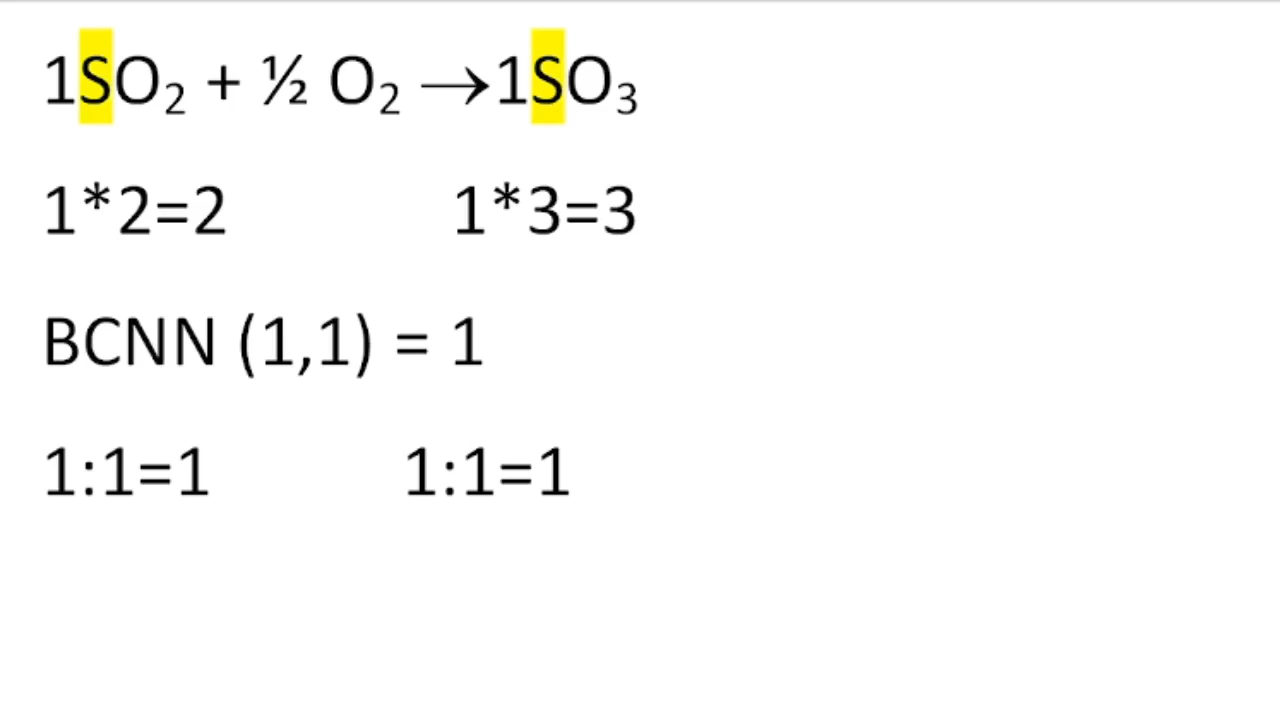 1SO₂ + ½ O₂ →1SO₃
1*2=2 1*3=3
BCNN (1,1) = 1
1:1=1 1:1=1